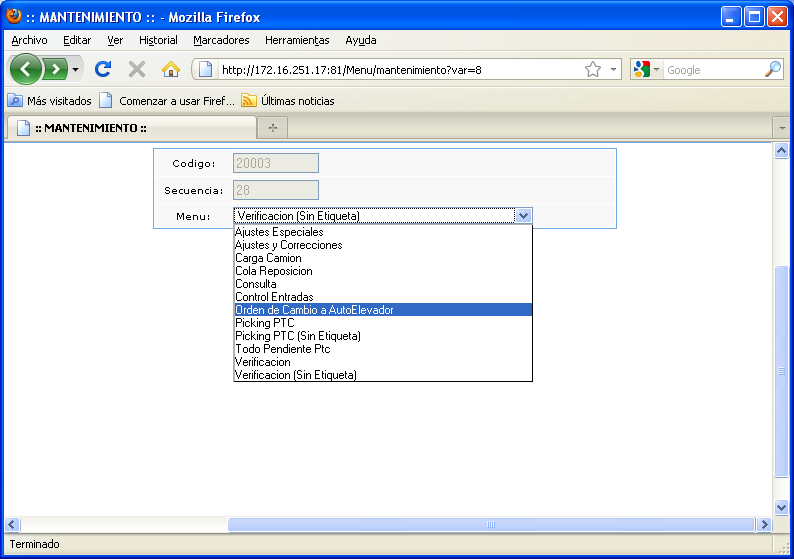 :: MANTENIMIENTO :: - Mozilla Firefox
Archivo Editar Ver Historial Marcadores Herramientas Ayuda
http://172.16.251.17:81/Menu/mantenimiento?var=8 Google
Más visitados Comenzar a usar Firef... Últimas noticias
:: MANTENIMIENTO ::
Codigo: 20003
Secuencia: 28
Menu: Verificacion (Sin Etiqueta)
Ajustes Especiales
Ajustes y Correcciones
Carga Camion
Cola Reposicion
Consulta
Control Entradas
Orden de Cambio a AutoElevador
Picking PTC
Picking PTC (Sin Etiqueta)
Todo Pendiente Ptc
Verificacion
Verificacion (Sin Etiqueta)
Terminado